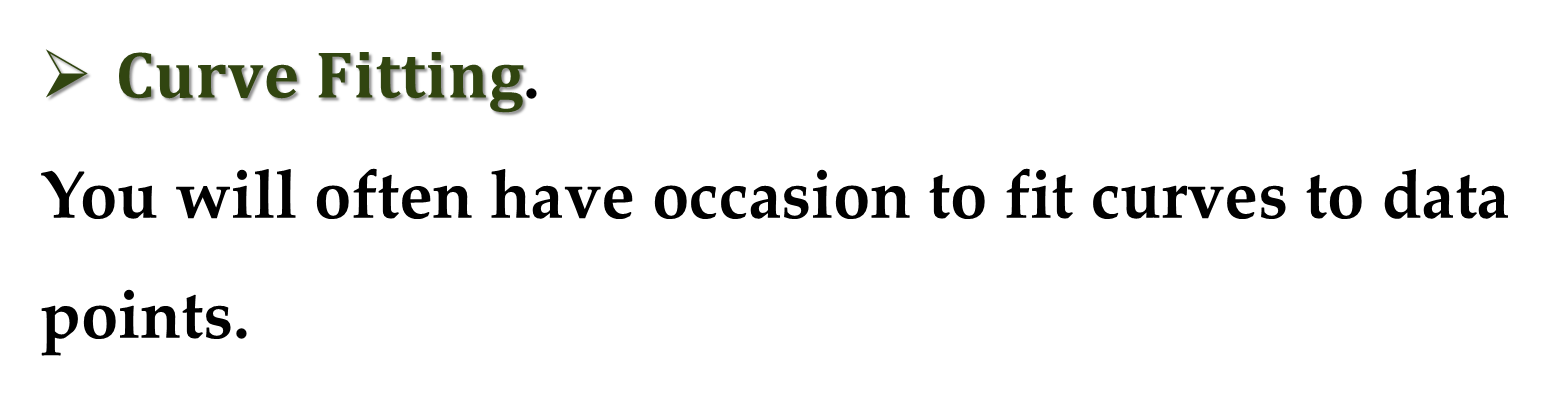 ➢ Curve Fitting.
You will often have occasion to fit curves to data
points.